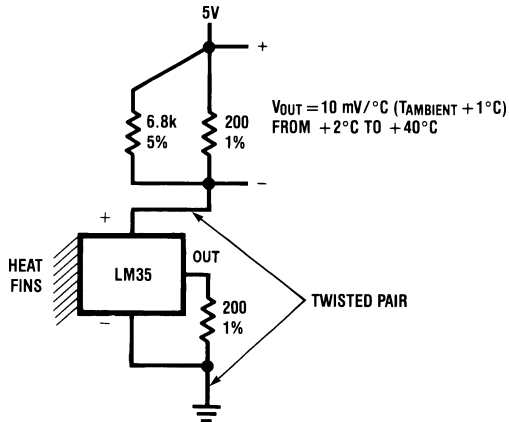 5V
+
6.8k
5%
200
1%
VOUT = 10 mV/°C (TAMBIENT + 1°C)
FROM +2°C TO +40°C
−
+
OUT
HEAT
FINS
LM35
200
1%
TWISTED PAIR
−